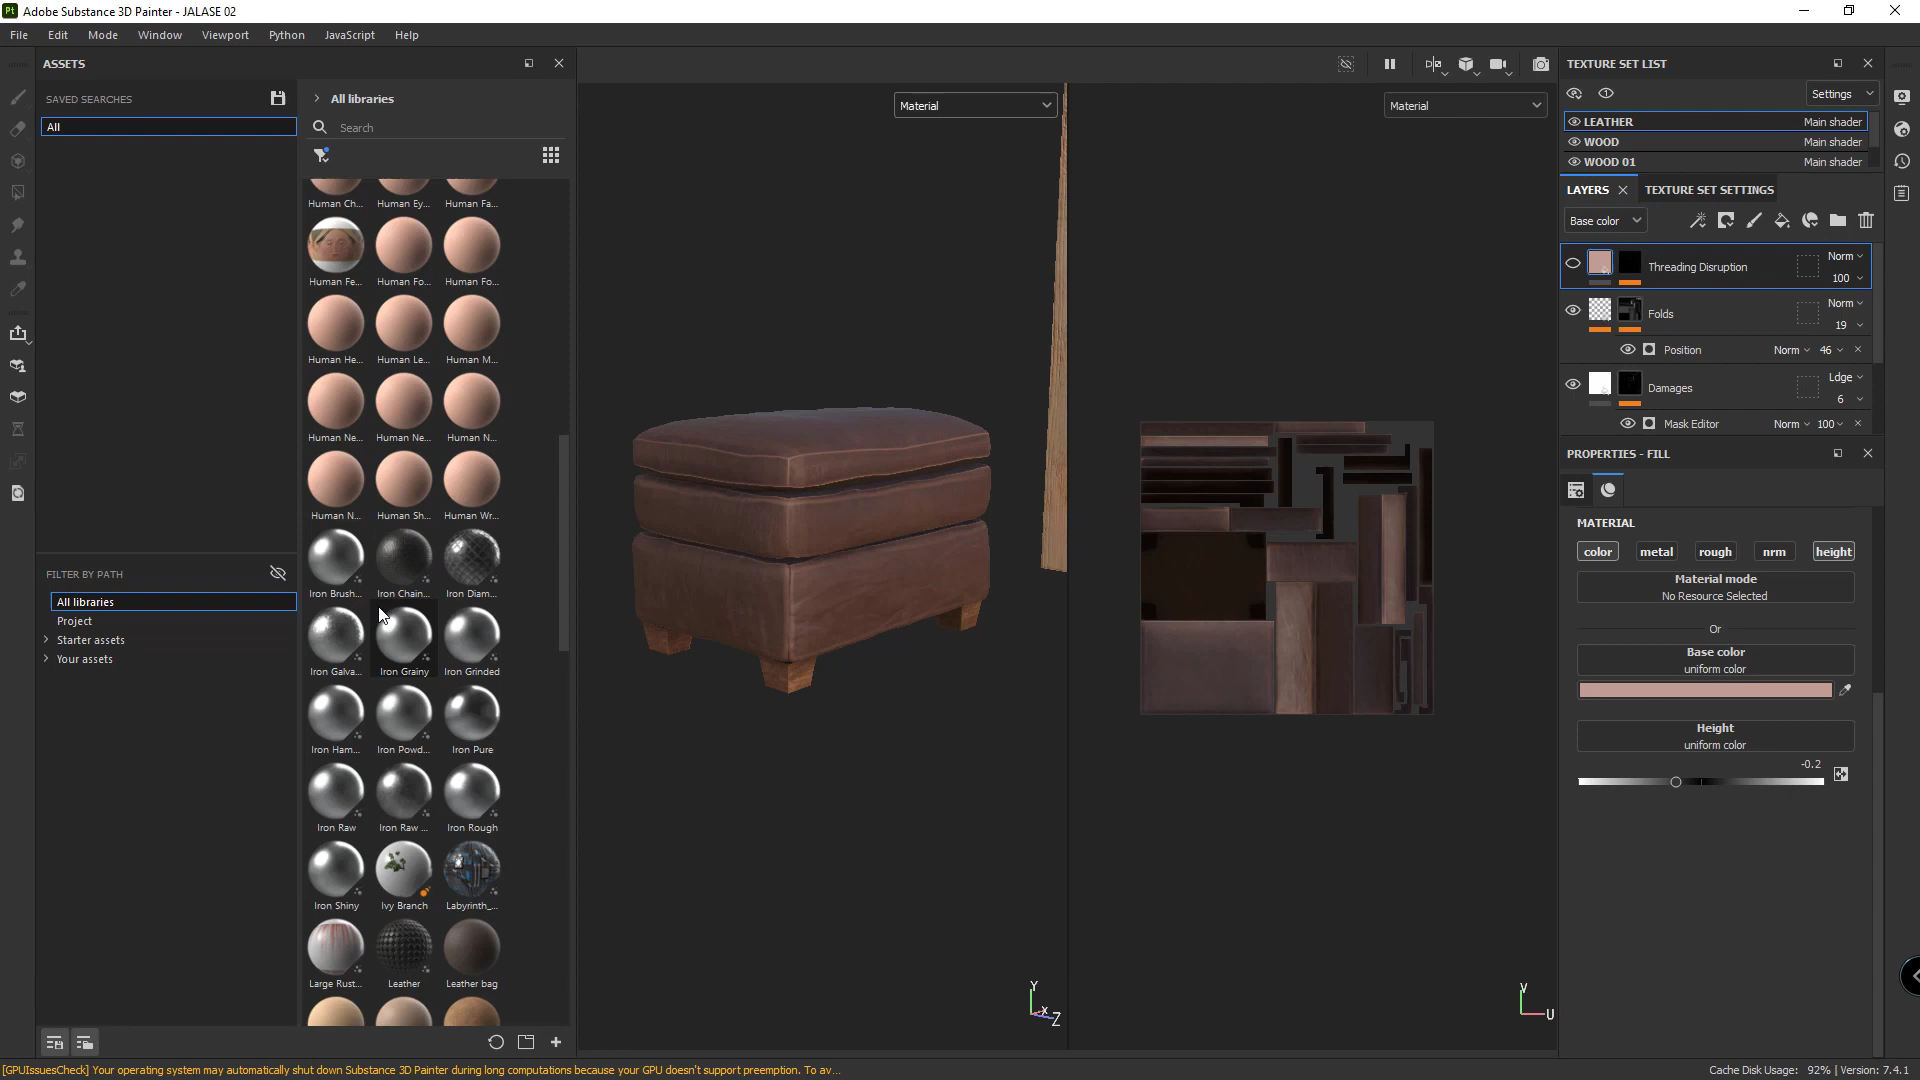 Pt Adobe Substance 3D Painter - JALASE 02
File Edit Mode Window Viewport Python JavaScript Help
ASSETS
SAVED SEARCHES
All
All libraries
Search
Human Ch... Human Ey... Human Fa...
Human Fe... Human Fo... Human Fo...
Human He... Human Le... Human M...
Human Ne... Human Ne... Human N...
Human N... Human Sh... Human Wr...
Iron Brush... Iron Chain... Iron Diam...
Iron Galva... Iron Grainy Iron Grinded
Iron Ham... Iron Powd... Iron Pure
Iron Raw Iron Raw ... Iron Rough
Iron Shiny Ivy Branch Labyrinth_...
Large Rust... Leather Leather bag
FILTER BY PATH
All libraries
Project
Starter assets
Your assets
Material
Material
Y
X
Z
V
U
TEXTURE SET LIST
Settings
LEATHER Main shader
WOOD Main shader
WOOD 01 Main shader
LAYERS TEXTURE SET SETTINGS
Base color
Threading Disruption Norm
100
Folds Norm
19
Position Norm 46
Damages Ldge
6
Mask Editor Norm 100
PROPERTIES - FILL
MATERIAL
color metal rough nrm height
Material mode
No Resource Selected
Or
Base color
uniform color
Height
uniform color
-0.2
[GPUIssuesCheck] Your operating system may automatically shut down Substance 3D Painter during long computations because your GPU doesn't support preemption. To av...
Cache Disk Usage: 92% | Version: 7.4.1